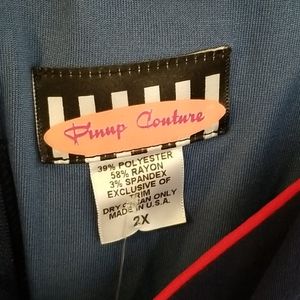 Pinup Couture
39% POLYESTER
58% RAYON
3% SPANDEX
EXCLUSIVE OF
TRIM
DRY CLEAN ONLY
MADE IN U.S.A.
2X